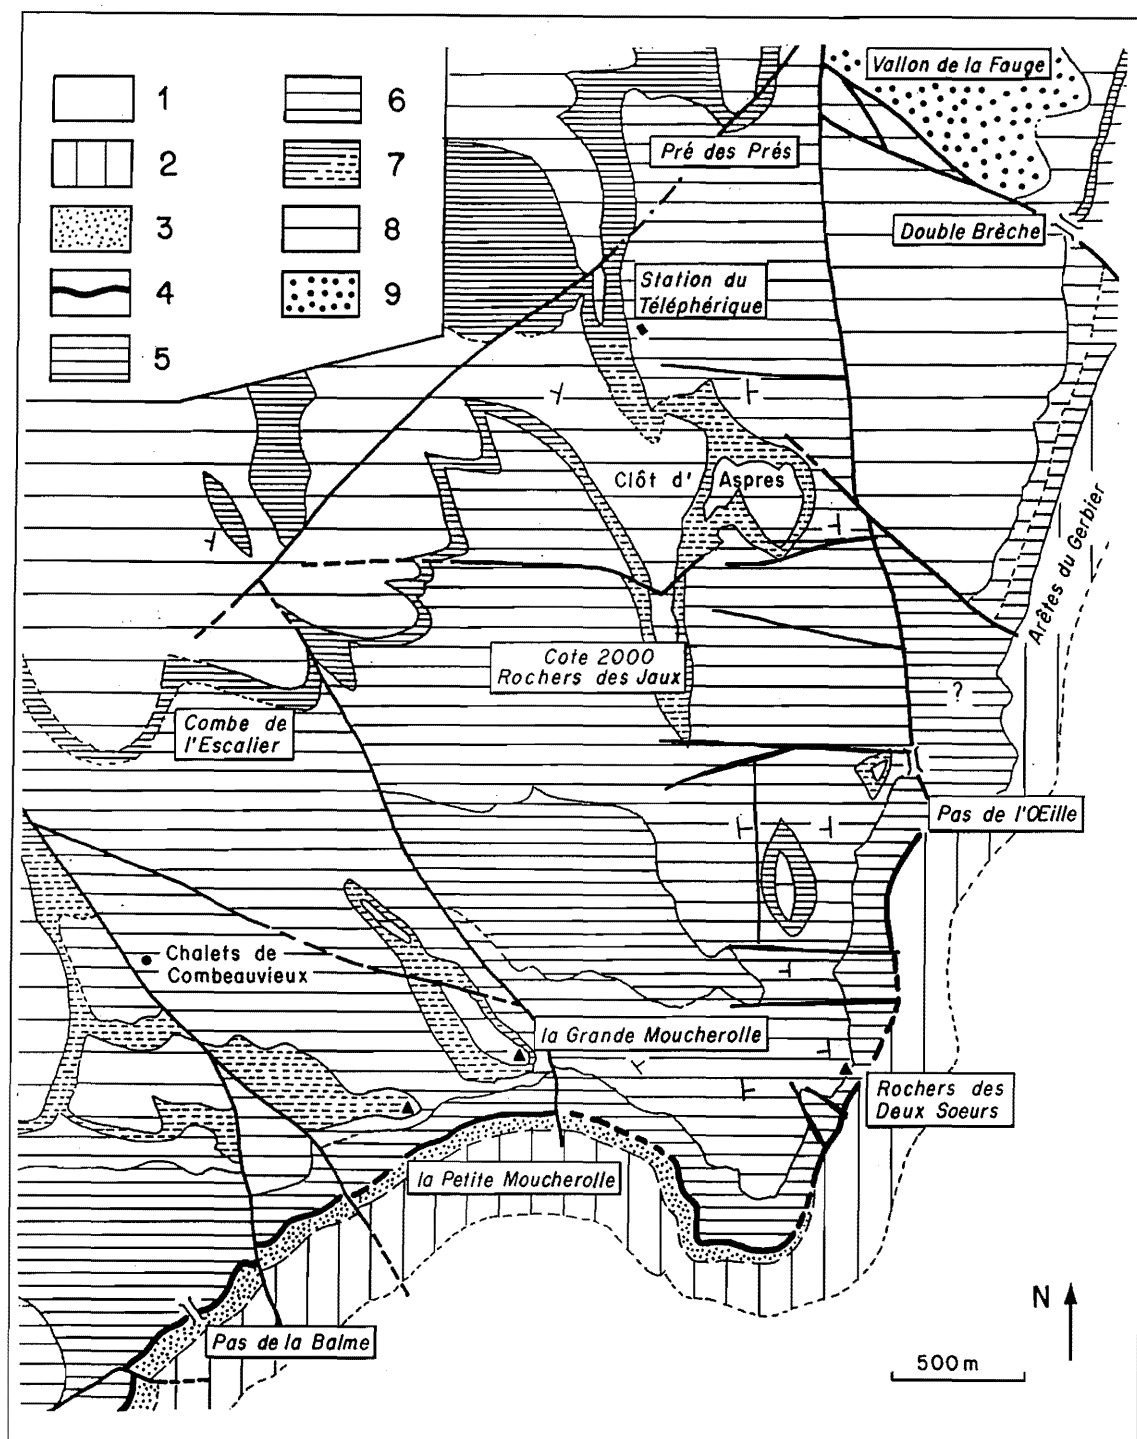 1
2
3
4
5
6
7
8
9
Vallon de la Fauge
Pré des Prés
Double Brèche
Station du
Téléphérique
Clôt d' Aspres
Arêtes du Gerbier
Cote 2000
Rochers des Jaux
?
Combe de
l'Escalier
Pas de l'Œille
Chalets de
Combeauvieux
la Grande Moucherolle
Rochers des
Deux Soeurs
la Petite Moucherolle
Pas de la Balme
N
500 m